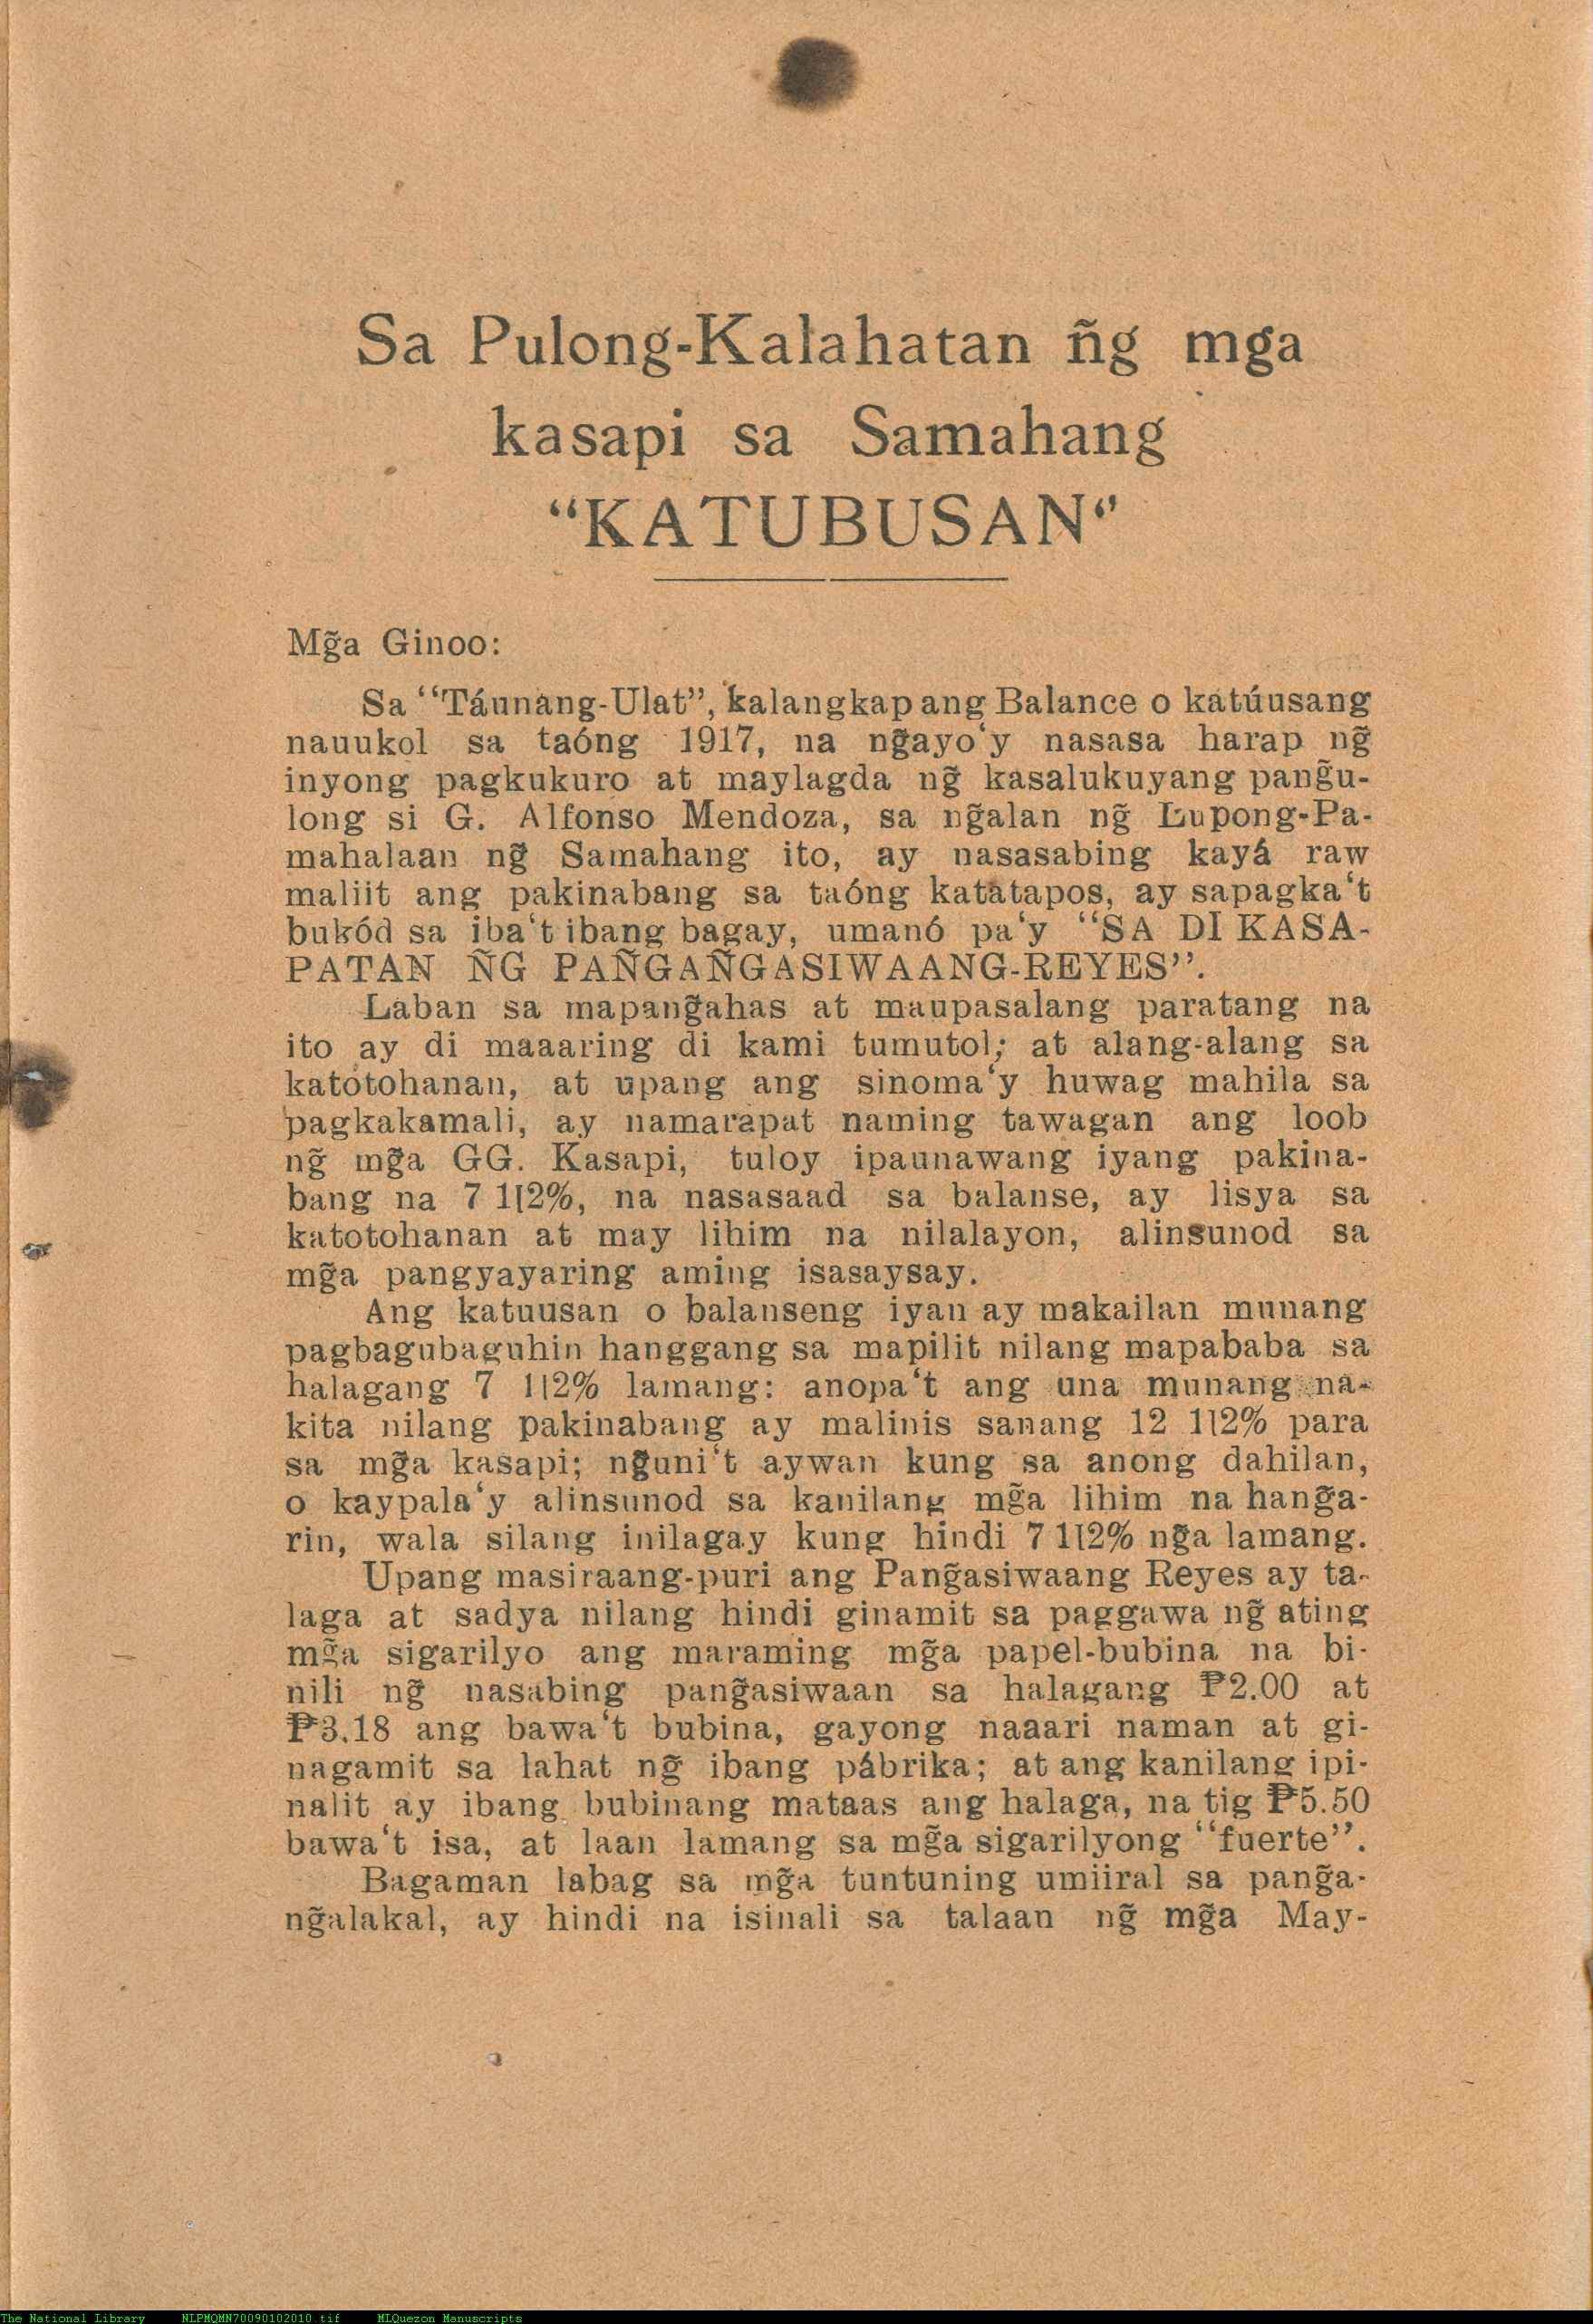 Sa Pulong-Kalahatan ñg mga
kasapi sa Samahang
“KATUBUSAN‘’
Mg̃a Ginoo:
Sa ‘‘Táunang-Ulat’’, kalangkap ang Balance o katúusang
nauukol sa taóng 1917, na ng̃ayo‘y nasasa harap ng̃
inyong pagkukuro at maylagda ng̃ kasalukuyang pang̃u-
long si G. Alfonso Mendoza, sa ng̃alan ng̃ Lupong-Pa-
mahalaan ng̃ Samahang ito, ay nasasabing kayá raw
maliit ang pakinabang sa taóng katatapos, ay sapagka‘t
bukód sa iba‘t ibang bagay, umanó pa‘y ‘‘SA DI KASA-
PATAN ÑG PAÑGAÑGASIWAANG-REYES’’.
Laban sa mapang̃ahas at maupasalang paratang na
ito ay di maaaring di kami tumutol; at alang-alang sa
katotohanan, at upang ang sinoma‘y huwag mahila sa
pagkakamali, ay namarapat naming tawagan ang loob
ng̃ mg̃a GG. Kasapi, tuloy ipaunawang iyang pakina-
bang na 7 1[2%, na nasasaad sa balanse, ay lisya sa
katotohanan at may lihim na nilalayon, alinsunod sa
mg̃a pangyayaring aming isasaysay.
Ang katuusan o balanseng iyan ay makailan munang
pagbagubaguhin hanggang sa mapilit nilang mapababa sa
halagang 7 1[2% lamang: anopa‘t ang una munang na-
kita nilang pakinabang ay malinis sanang 12 1[2% para
sa mg̃a kasapi; ng̃uni‘t aywan kung sa anong dahilan,
o kaypala‘y alinsunod sa kanilang mg̃a lihim na hang̃a-
rin, wala silang inilagay kung hindi 7 1[2% ng̃a lamang.
Upang masiraang-puri ang Pang̃asiwaang Reyes ay ta-
laga at sadya nilang hindi ginamit sa paggawa ng̃ ating
mg̃a sigarilyo ang maraming mg̃a papel-bubina na bi-
nili ng̃ nasabing pang̃asiwaan sa halagang ₱2.00 at
₱3.18 ang bawa‘t bubina, gayong naaari naman at gi-
nagamit sa lahat ng̃ ibang pábrika; at ang kanilang ipi-
nalit ay ibang bubinang mataas ang halaga, na tig ₱5.50
bawa‘t isa, at laan lamang sa mg̃a sigarilyong ‘‘fuerte’’.
Bagaman labag sa mg̃a tuntuning umiiral sa pang̃a-
ng̃alakal, ay hindi na isinali sa talaan ng̃ mg̃a May-
The National Library NLPMQMN70090102010.tif MLQuezon Manuscripts